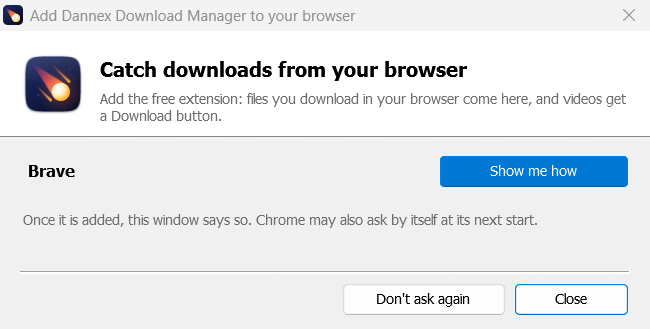 Add Dannex Download Manager to your browser
Catch downloads from your browser
Add the free extension: files you download in your browser come here, and videos get
a Download button.
Brave
Show me how
Once it is added, this window says so. Chrome may also ask by itself at its next start.
Don't ask again
Close